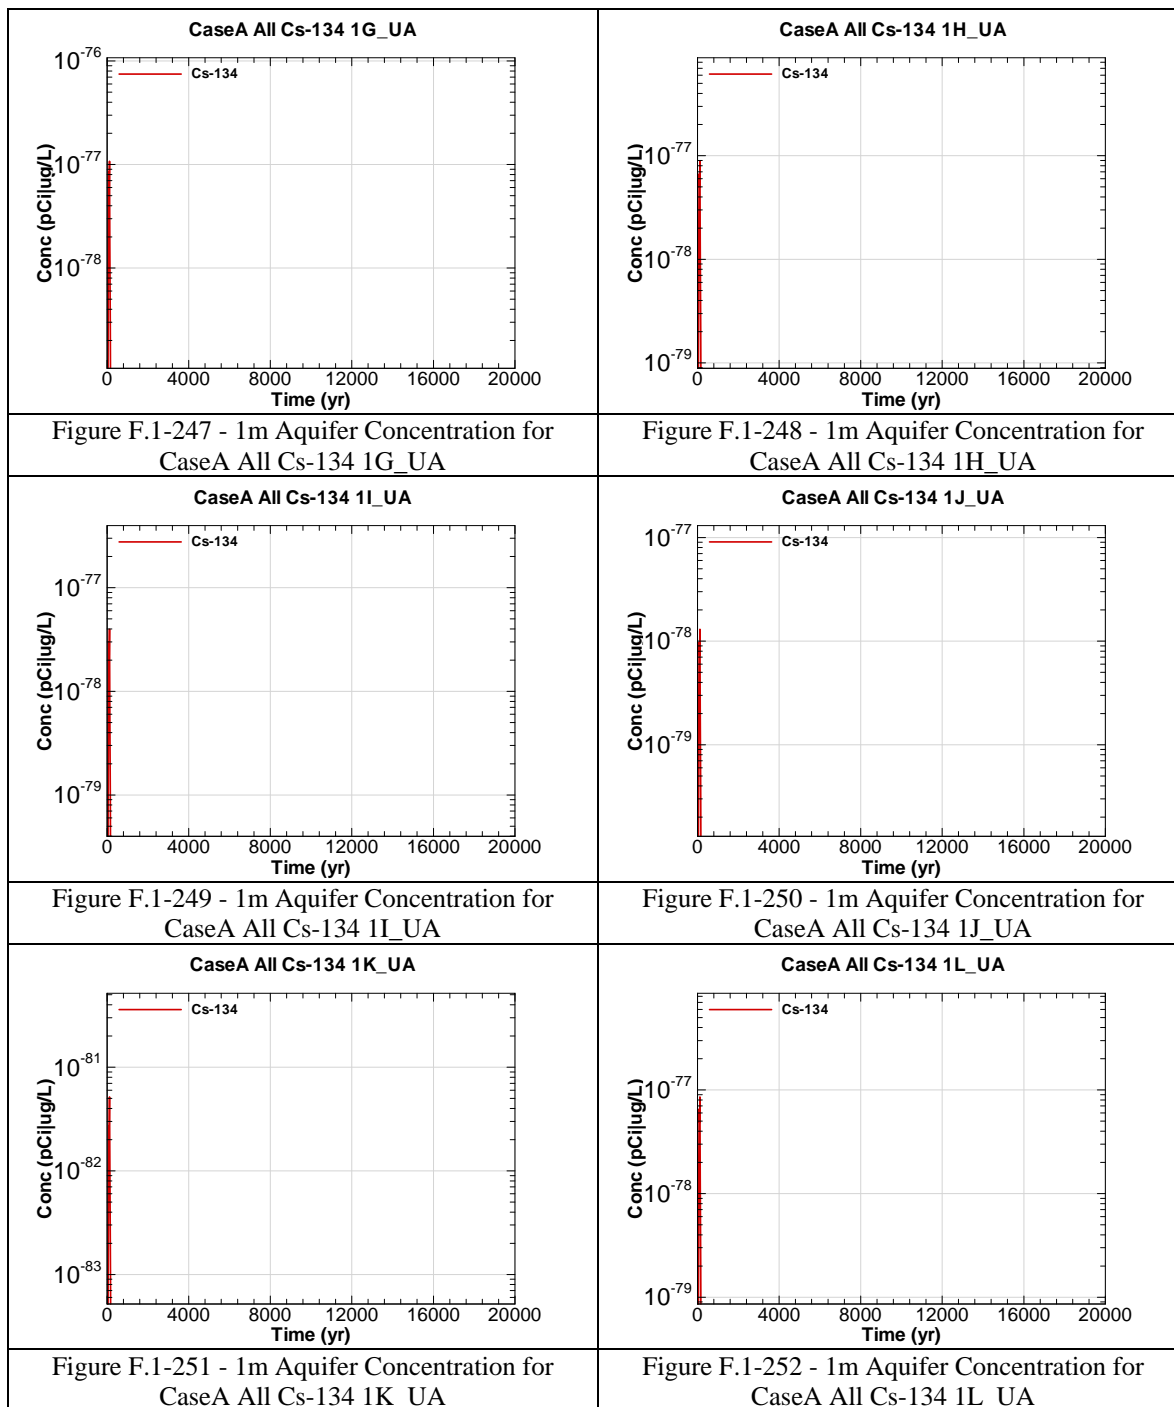 CaseA All Cs-134 1G_UA
Cs-134
10^-76
10^-77
10^-78
Conc (pCi|ug/L)
0 4000 8000 12000 16000 20000
Time (yr)
Figure F.1-247 - 1m Aquifer Concentration for
CaseA All Cs-134 1G_UA
CaseA All Cs-134 1H_UA
Cs-134
10^-77
10^-78
10^-79
Conc (pCi|ug/L)
0 4000 8000 12000 16000 20000
Time (yr)
Figure F.1-248 - 1m Aquifer Concentration for
CaseA All Cs-134 1H_UA
CaseA All Cs-134 1I_UA
Cs-134
10^-77
10^-78
10^-79
Conc (pCi|ug/L)
0 4000 8000 12000 16000 20000
Time (yr)
Figure F.1-249 - 1m Aquifer Concentration for
CaseA All Cs-134 1I_UA
CaseA All Cs-134 1J_UA
Cs-134
10^-77
10^-78
10^-79
Conc (pCi|ug/L)
0 4000 8000 12000 16000 20000
Time (yr)
Figure F.1-250 - 1m Aquifer Concentration for
CaseA All Cs-134 1J_UA
CaseA All Cs-134 1K_UA
Cs-134
10^-81
10^-82
10^-83
Conc (pCi|ug/L)
0 4000 8000 12000 16000 20000
Time (yr)
Figure F.1-251 - 1m Aquifer Concentration for
CaseA All Cs-134 1K_UA
CaseA All Cs-134 1L_UA
Cs-134
10^-77
10^-78
10^-79
Conc (pCi|ug/L)
0 4000 8000 12000 16000 20000
Time (yr)
Figure F.1-252 - 1m Aquifer Concentration for
CaseA All Cs-134 1L_UA